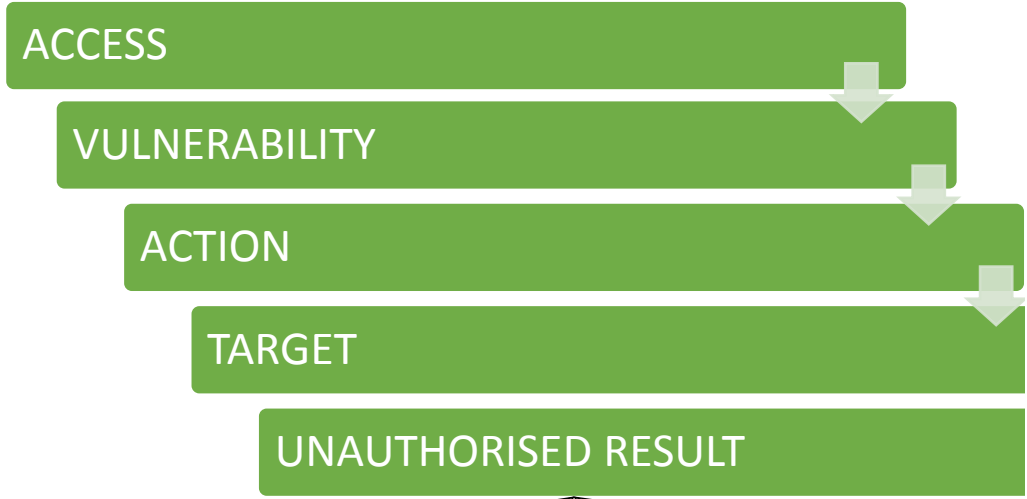 ACCESS
VULNERABILITY
ACTION
TARGET
UNAUTHORISED RESULT